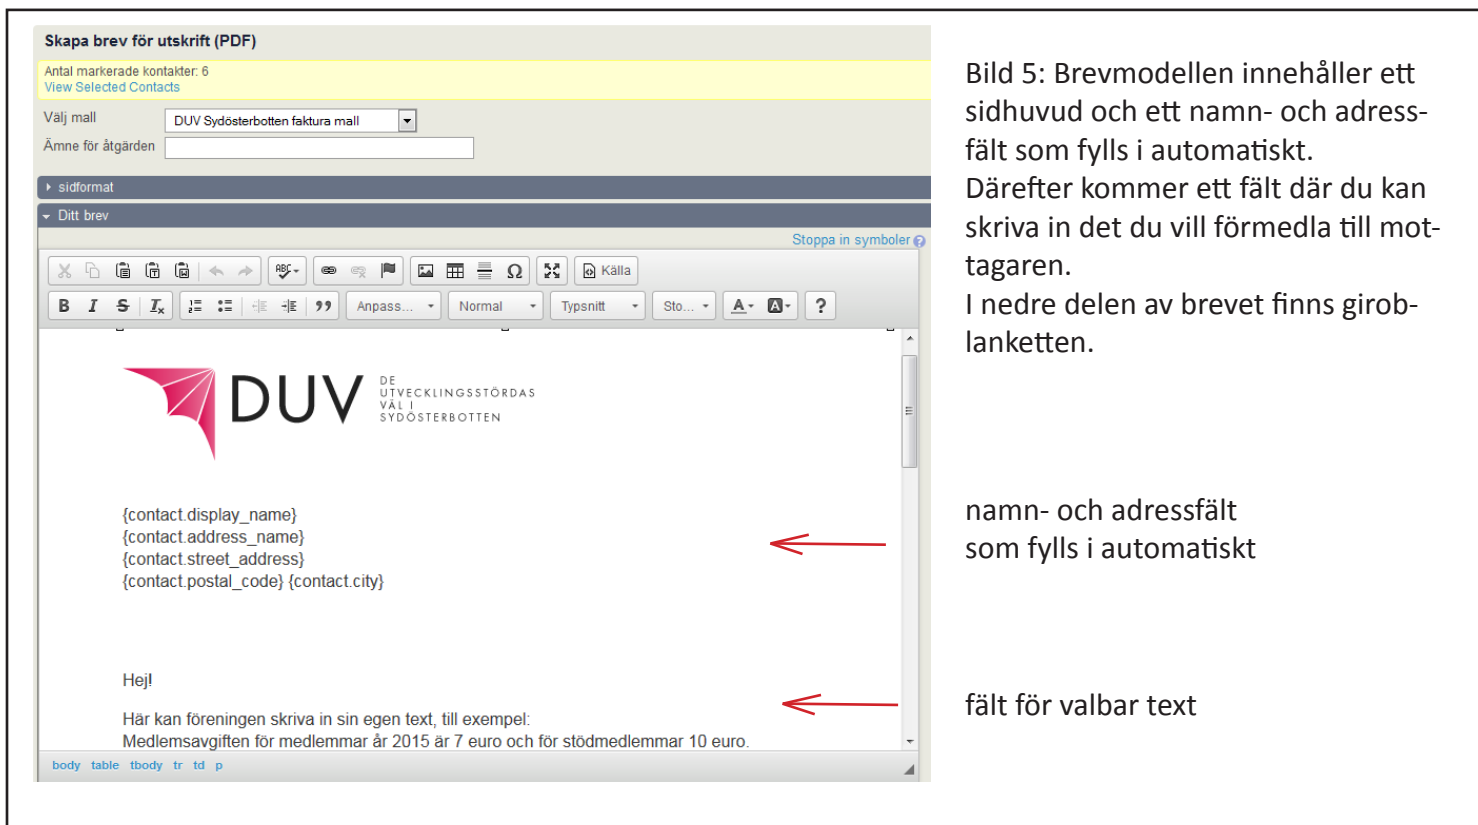 Skapa brev för utskrift (PDF)
Antal markerade kontakter: 6
View Selected Contacts
Välj mall
DUV Sydösterbotten faktura mall
Ämne för åtgärden
sidformat
Ditt brev
Stoppa in symboler ?
ABC
Ω
Källa
B I S Ix
Anpass...
Normal
Typsnitt
Sto...
A
A
?
DUV
DE
UTVECKLINGSSTÖRDAS
VÄL I
SYDÖSTERBOTTEN
{contact.display_name}
{contact.address_name}
{contact.street_address}
{contact.postal_code} {contact.city}
Hej!
Här kan föreningen skriva in sin egen text, till exempel:
Medlemsavgiften för medlemmar år 2015 är 7 euro och för stödmedlemmar 10 euro.
body table tbody tr td p
Bild 5: Brevmodellen innehåller ett
sidhuvud och ett namn- och adress-
fält som fylls i automatiskt.
Därefter kommer ett fält där du kan
skriva in det du vill förmedla till mot-
tagaren.
I nedre delen av brevet finns girob-
lanketten.
namn- och adressfält
som fylls i automatiskt
fält för valbar text